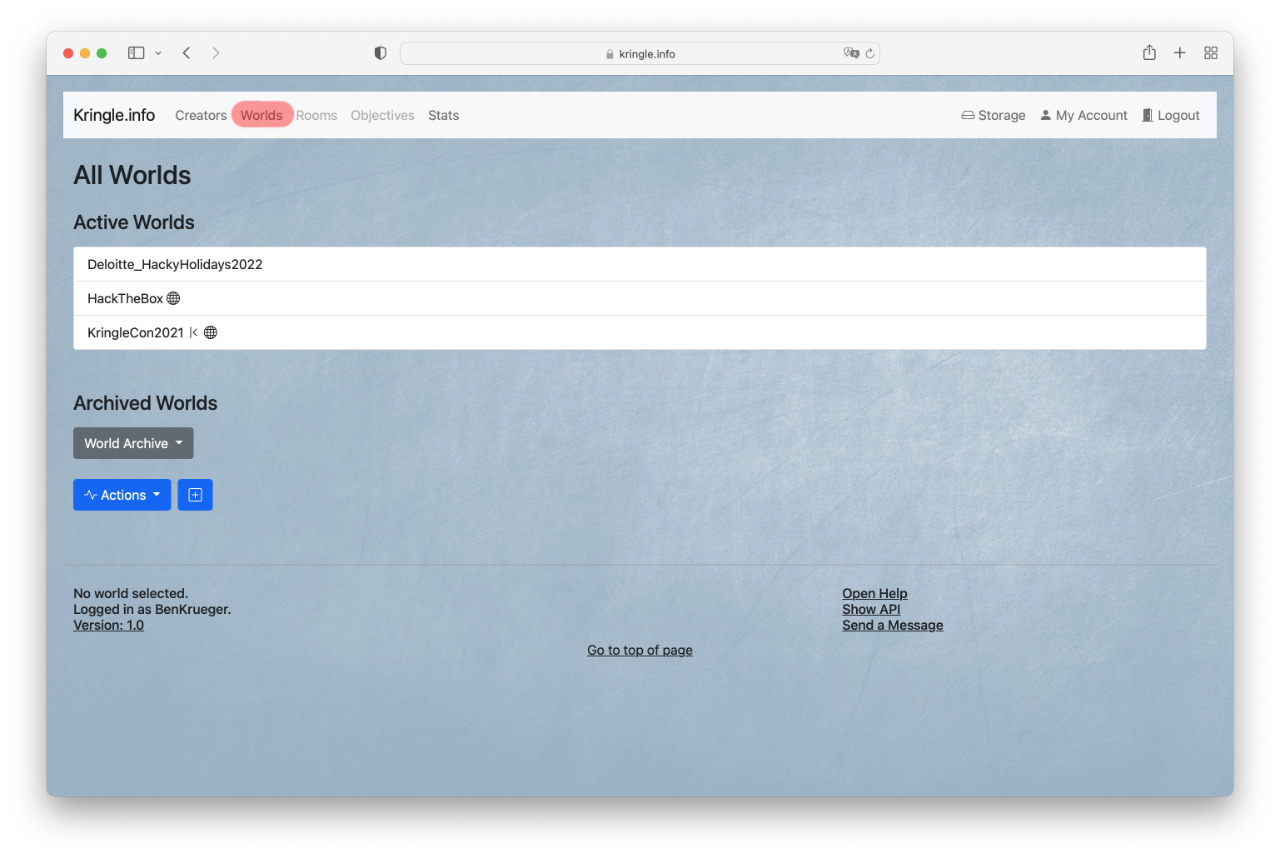 kringle.info
Kringle.info Creators Worlds Rooms Objectives Stats Storage My Account Logout
All Worlds
Active Worlds
Deloitte_HackyHolidays2022
HackTheBox
KringleCon2021 |<
Archived Worlds
World Archive
Actions
No world selected.
Logged in as BenKrueger.
Version: 1.0
Open Help
Show API
Send a Message
Go to top of page